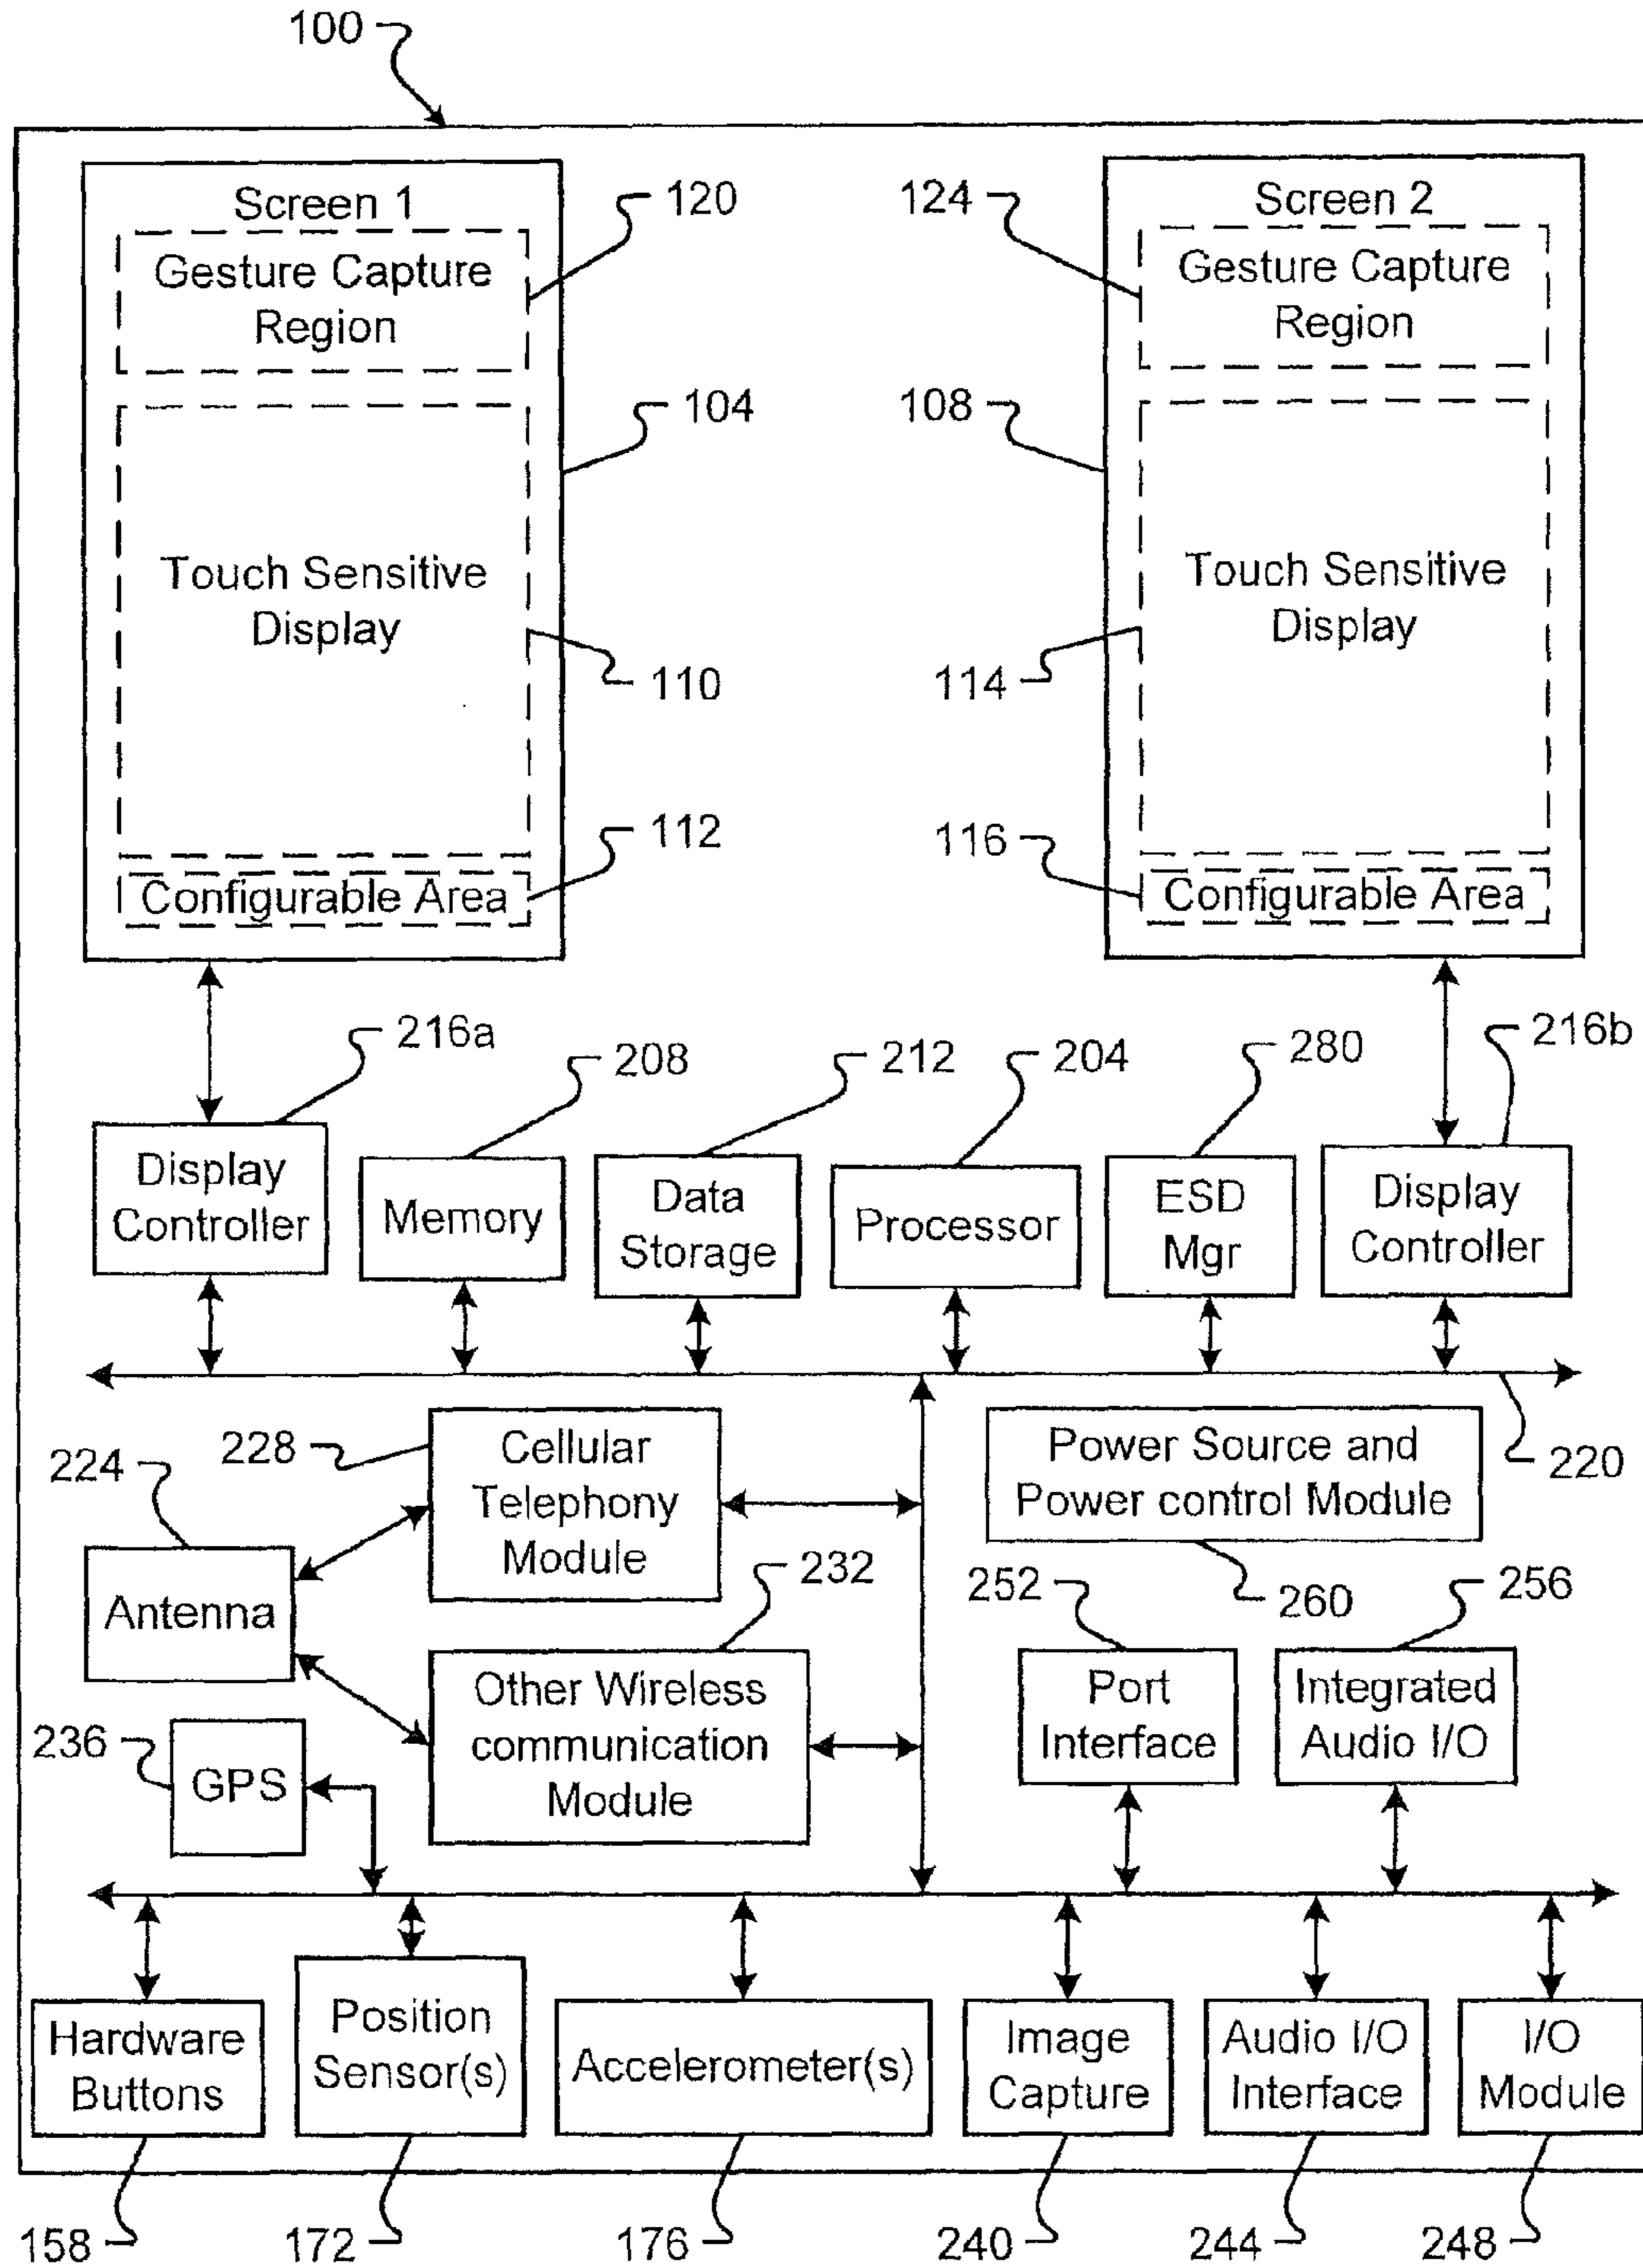 100
Screen 1
120
124
Screen 2
Gesture Capture
Region
Gesture Capture
Region
104
108
Touch Sensitive
Display
Touch Sensitive
Display
110
114
112
116
Configurable Area
Configurable Area
216a
208
212
204
280
216b
Display
Controller
Memory
Data
Storage
Processor
ESD
Mgr
Display
Controller
228
Cellular
Telephony
Module
Power Source and
Power control Module
220
224
232
252
260
256
Antenna
Other Wireless
communication
Module
Port
Interface
Integrated
Audio I/O
236
GPS
Hardware
Buttons
Position
Sensor(s)
Accelerometer(s)
Image
Capture
Audio I/O
Interface
I/O
Module
158
172
176
240
244
248